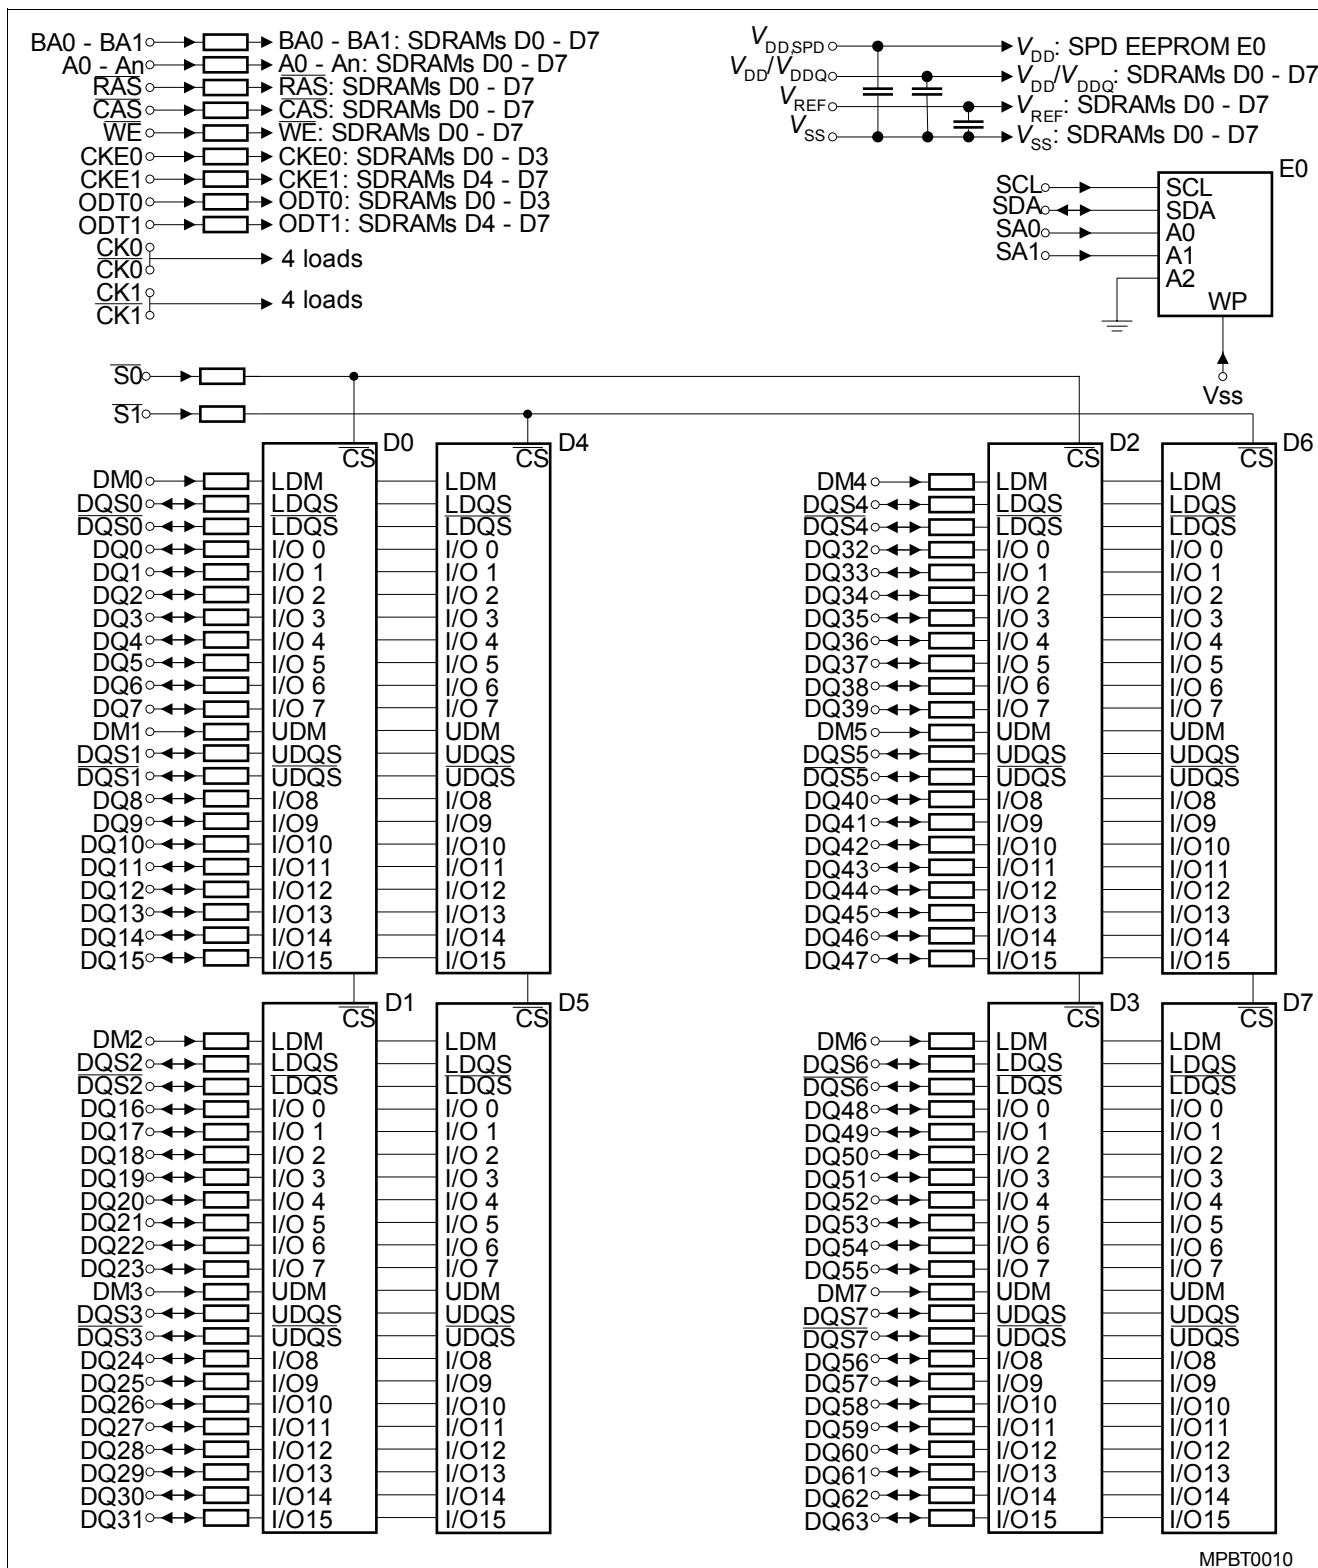 BA0 - BA1 BA0 - BA1: SDRAMs D0 - D7
A0 - An A0 - An: SDRAMs D0 - D7
RAS RAS: SDRAMs D0 - D7
CAS CAS: SDRAMs D0 - D7
WE WE: SDRAMs D0 - D7
CKE0 CKE0: SDRAMs D0 - D3
CKE1 CKE1: SDRAMs D4 - D7
ODT0 ODT0: SDRAMs D0 - D3
ODT1 ODT1: SDRAMs D4 - D7
CK0
CK0 4 loads
CK1
CK1 4 loads
VDD,SPD VDD: SPD EEPROM E0
VDD/VDDQ VDD/VDDQ: SDRAMs D0 - D7
VREF VREF: SDRAMs D0 - D7
VSS VSS: SDRAMs D0 - D7
E0
SCL SCL
SDA SDA
SA0 A0
SA1 A1
A2
WP
Vss
S0
S1
D0 D4
CS CS
DM0 LDM LDM
DQS0 LDQS LDQS
DQS0 LDQS LDQS
DQ0 I/O 0 I/O 0
DQ1 I/O 1 I/O 1
DQ2 I/O 2 I/O 2
DQ3 I/O 3 I/O 3
DQ4 I/O 4 I/O 4
DQ5 I/O 5 I/O 5
DQ6 I/O 6 I/O 6
DQ7 I/O 7 I/O 7
DM1 UDM UDM
DQS1 UDQS UDQS
DQS1 UDQS UDQS
DQ8 I/O8 I/O8
DQ9 I/O9 I/O9
DQ10 I/O10 I/O10
DQ11 I/O11 I/O11
DQ12 I/O12 I/O12
DQ13 I/O13 I/O13
DQ14 I/O14 I/O14
DQ15 I/O15 I/O15
D2 D6
CS CS
DM4 LDM LDM
DQS4 LDQS LDQS
DQS4 LDQS LDQS
DQ32 I/O 0 I/O 0
DQ33 I/O 1 I/O 1
DQ34 I/O 2 I/O 2
DQ35 I/O 3 I/O 3
DQ36 I/O 4 I/O 4
DQ37 I/O 5 I/O 5
DQ38 I/O 6 I/O 6
DQ39 I/O 7 I/O 7
DM5 UDM UDM
DQS5 UDQS UDQS
DQS5 UDQS UDQS
DQ40 I/O8 I/O8
DQ41 I/O9 I/O9
DQ42 I/O10 I/O10
DQ43 I/O11 I/O11
DQ44 I/O12 I/O12
DQ45 I/O13 I/O13
DQ46 I/O14 I/O14
DQ47 I/O15 I/O15
D1 D5
CS CS
DM2 LDM LDM
DQS2 LDQS LDQS
DQS2 LDQS LDQS
DQ16 I/O 0 I/O 0
DQ17 I/O 1 I/O 1
DQ18 I/O 2 I/O 2
DQ19 I/O 3 I/O 3
DQ20 I/O 4 I/O 4
DQ21 I/O 5 I/O 5
DQ22 I/O 6 I/O 6
DQ23 I/O 7 I/O 7
DM3 UDM UDM
DQS3 UDQS UDQS
DQS3 UDQS UDQS
DQ24 I/O8 I/O8
DQ25 I/O9 I/O9
DQ26 I/O10 I/O10
DQ27 I/O11 I/O11
DQ28 I/O12 I/O12
DQ29 I/O13 I/O13
DQ30 I/O14 I/O14
DQ31 I/O15 I/O15
D3 D7
CS CS
DM6 LDM LDM
DQS6 LDQS LDQS
DQS6 LDQS LDQS
DQ48 I/O 0 I/O 0
DQ49 I/O 1 I/O 1
DQ50 I/O 2 I/O 2
DQ51 I/O 3 I/O 3
DQ52 I/O 4 I/O 4
DQ53 I/O 5 I/O 5
DQ54 I/O 6 I/O 6
DQ55 I/O 7 I/O 7
DM7 UDM UDM
DQS7 UDQS UDQS
DQS7 UDQS UDQS
DQ56 I/O8 I/O8
DQ57 I/O9 I/O9
DQ58 I/O10 I/O10
DQ59 I/O11 I/O11
DQ60 I/O12 I/O12
DQ61 I/O13 I/O13
DQ62 I/O14 I/O14
DQ63 I/O15 I/O15
MPBT0010